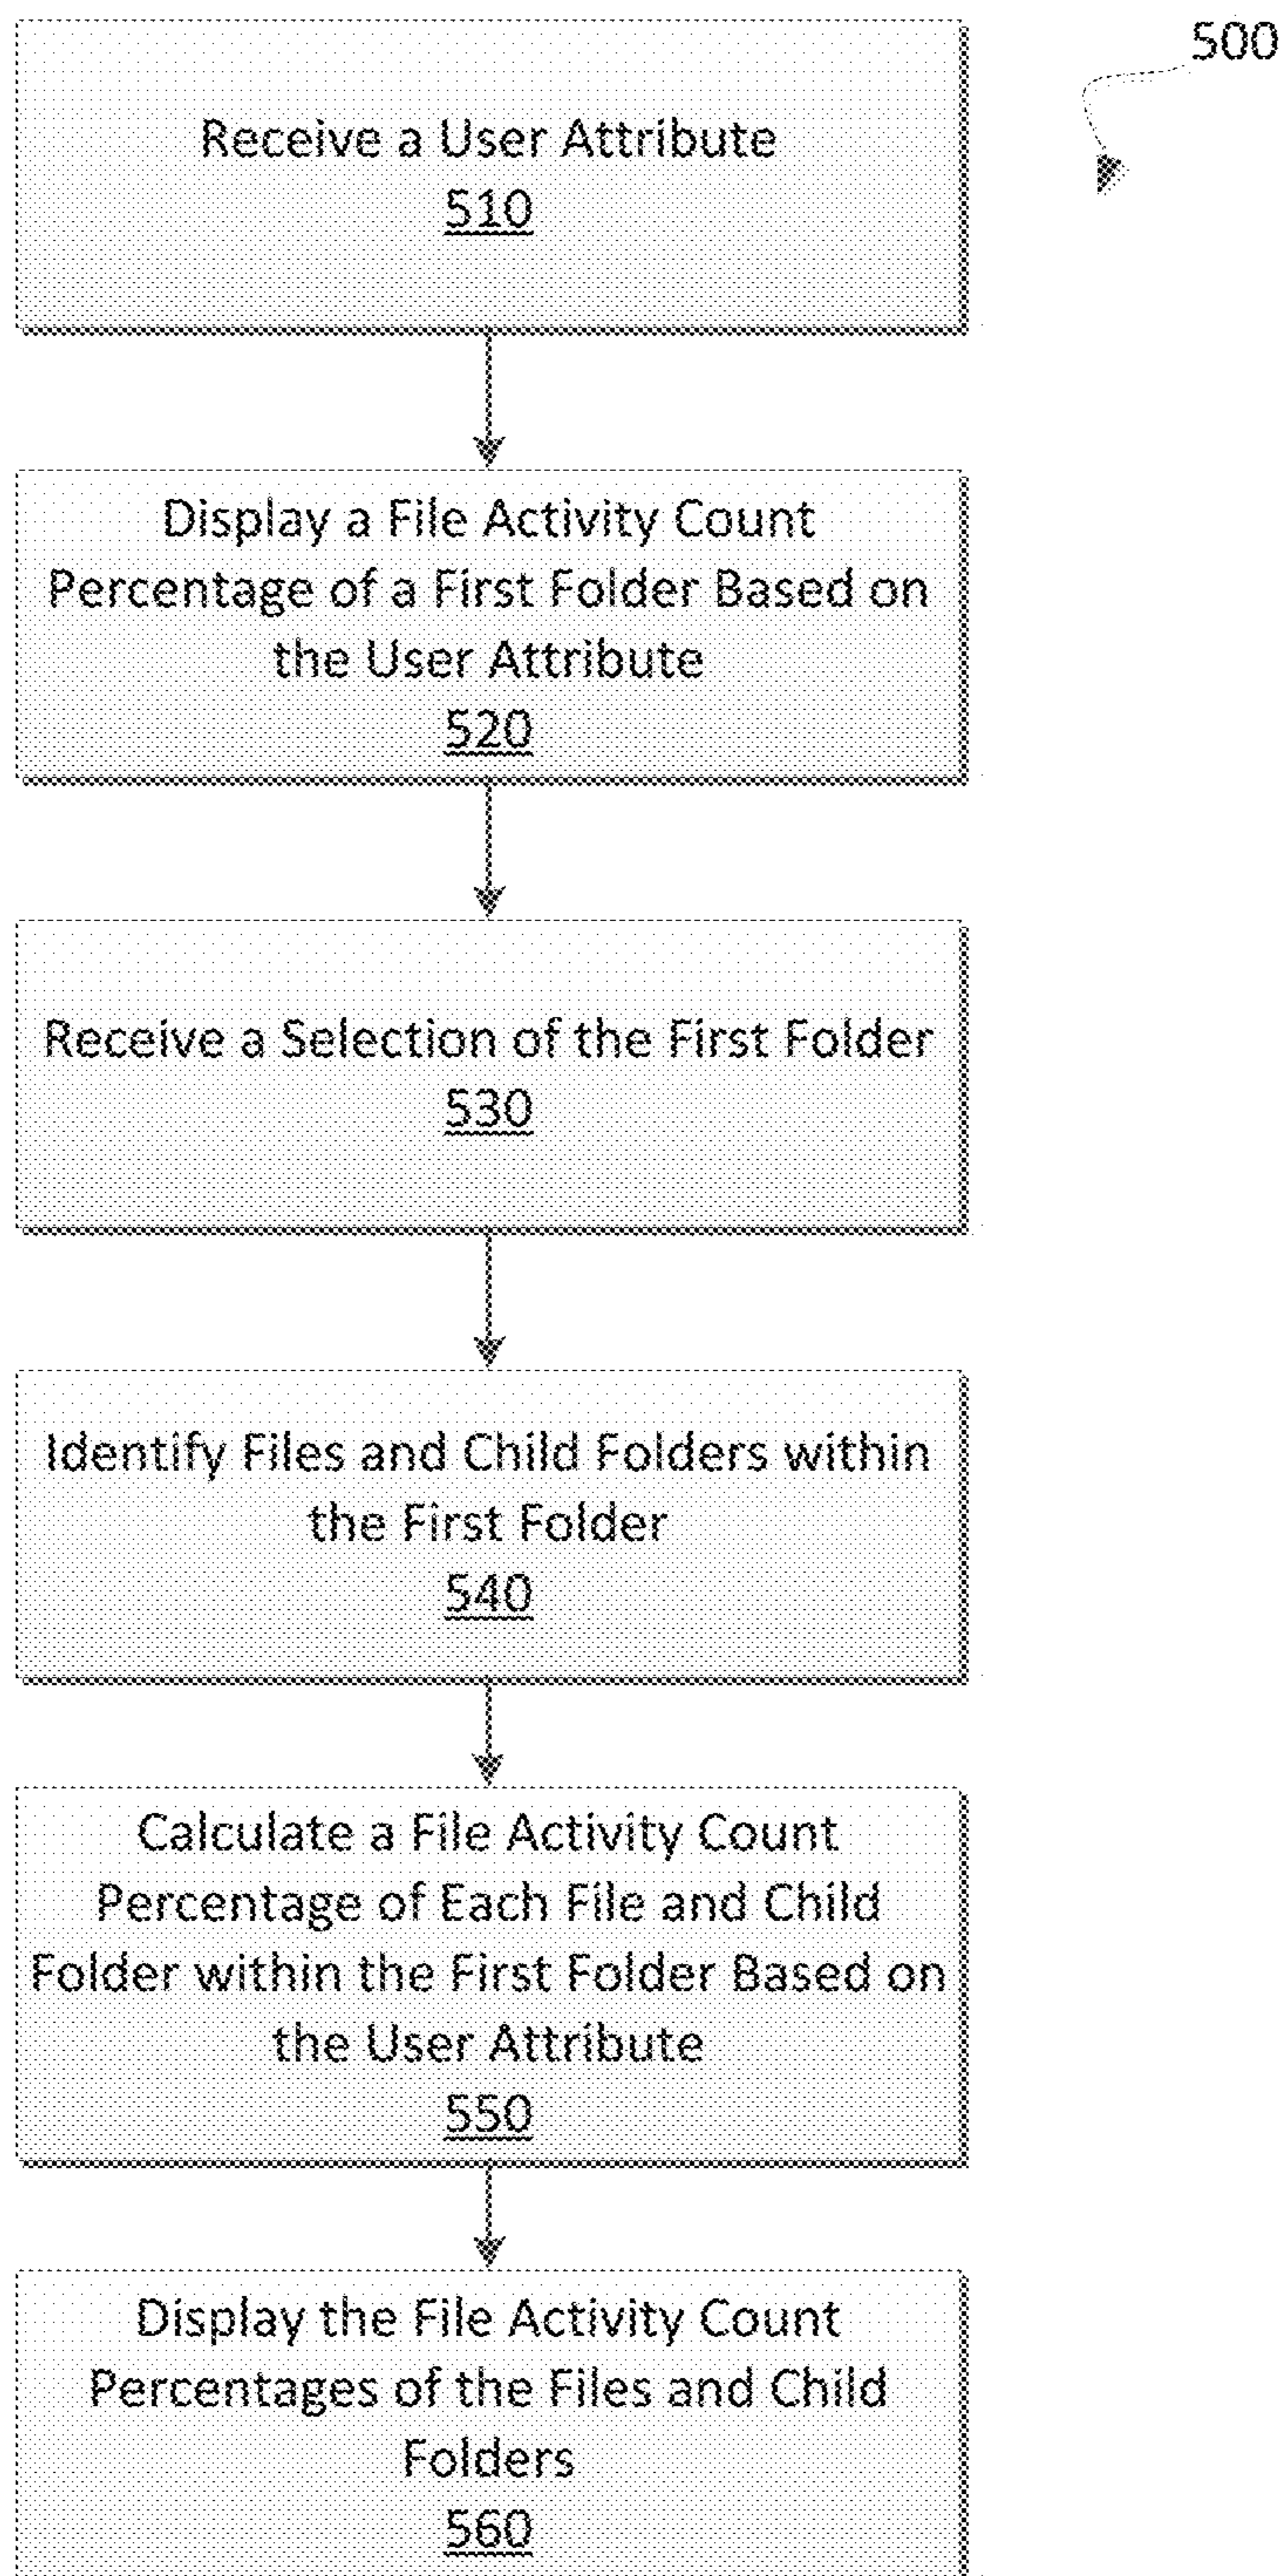 500
Receive a User Attribute
510
Display a File Activity Count
Percentage of a First Folder Based on
the User Attribute
520
Receive a Selection of the First Folder
530
Identify Files and Child Folders within
the First Folder
540
Calculate a File Activity Count
Percentage of Each File and Child
Folder within the First Folder Based on
the User Attribute
550
Display the File Activity Count
Percentages of the Files and Child
Folders
560